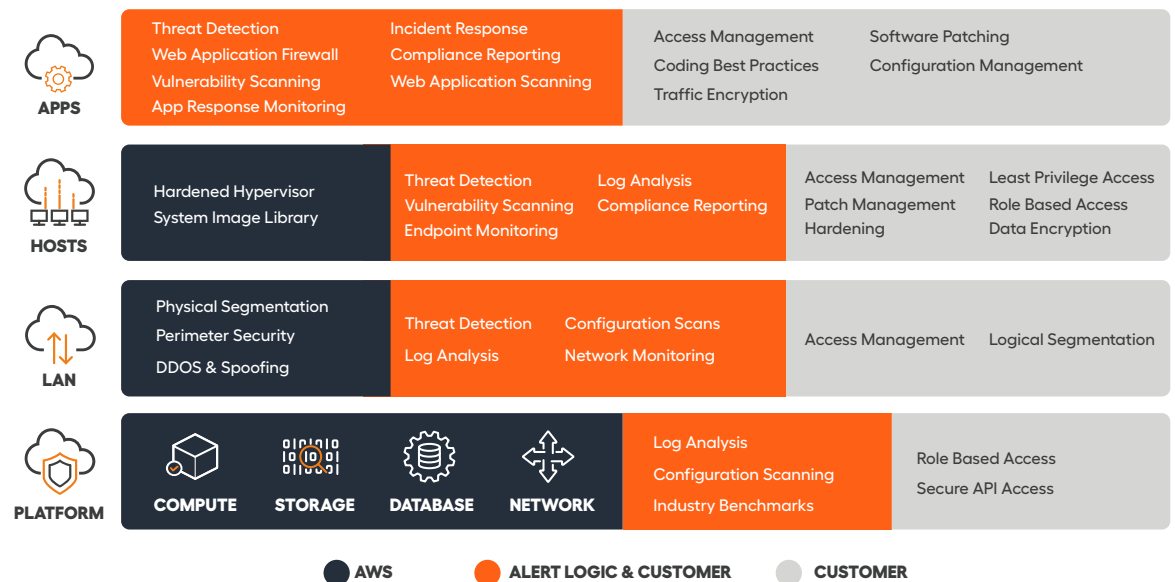 Threat Detection
Web Application Firewall
Vulnerability Scanning
App Response Monitoring
Incident Response
Compliance Reporting
Web Application Scanning
Access Management
Coding Best Practices
Traffic Encryption
Software Patching
Configuration Management
APPS
Hardened Hypervisor
System Image Library
Threat Detection
Vulnerability Scanning
Endpoint Monitoring
Log Analysis
Compliance Reporting
Access Management
Patch Management
Hardening
Least Privilege Access
Role Based Access
Data Encryption
HOSTS
Physical Segmentation
Perimeter Security
DDOS & Spoofing
Threat Detection
Log Analysis
Configuration Scans
Network Monitoring
Access Management
Logical Segmentation
LAN
COMPUTE
STORAGE
DATABASE
NETWORK
Log Analysis
Configuration Scanning
Industry Benchmarks
Role Based Access
Secure API Access
PLATFORM
AWS
ALERT LOGIC & CUSTOMER
CUSTOMER